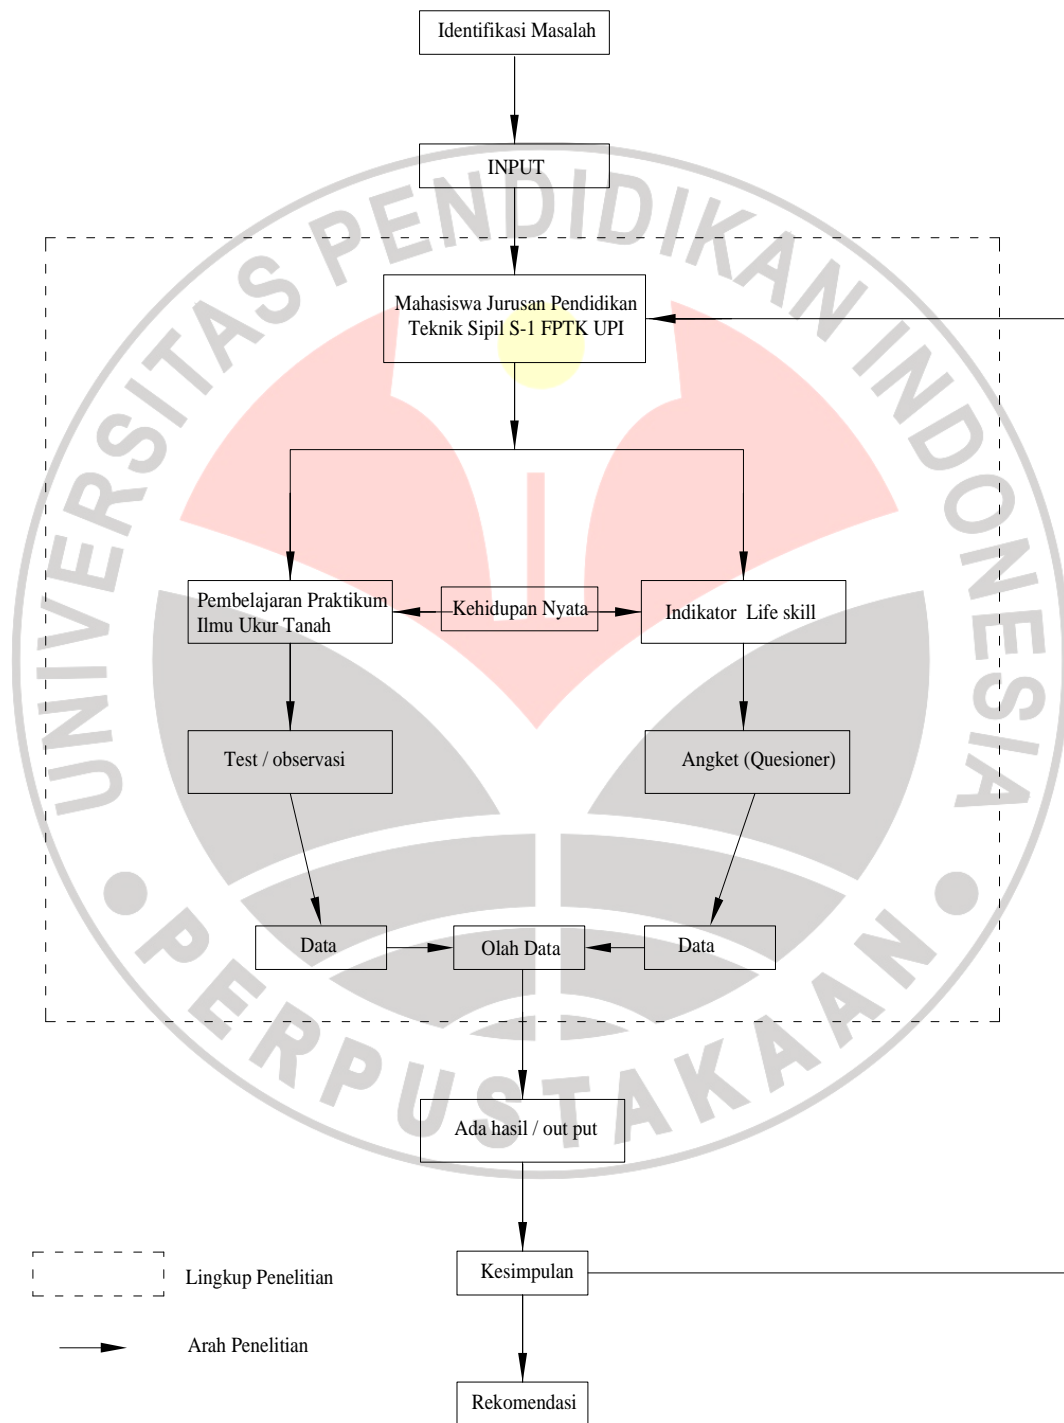 Identifikasi Masalah
INPUT
UNIVERSITAS PENDIDIKAN INDONESIA
Mahasiswa Jurusan Pendidikan
Teknik Sipil S-1 FPTK UPI
Pembelajaran Praktikum
Ilmu Ukur Tanah
Kehidupan Nyata
Indikator Life skill
Test / observasi
Angket (Quesioner)
Data
Olah Data
Data
PERPUSTAKAAN
Ada hasil / out put
Kesimpulan
Lingkup Penelitian
Arah Penelitian
Rekomendasi